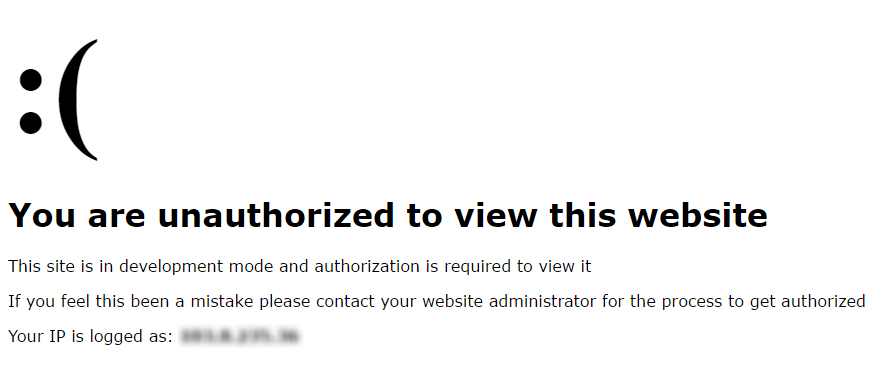 :(
You are unauthorized to view this website
This site is in development mode and authorization is required to view it
If you feel this been a mistake please contact your website administrator for the process to get authorized
Your IP is logged as: